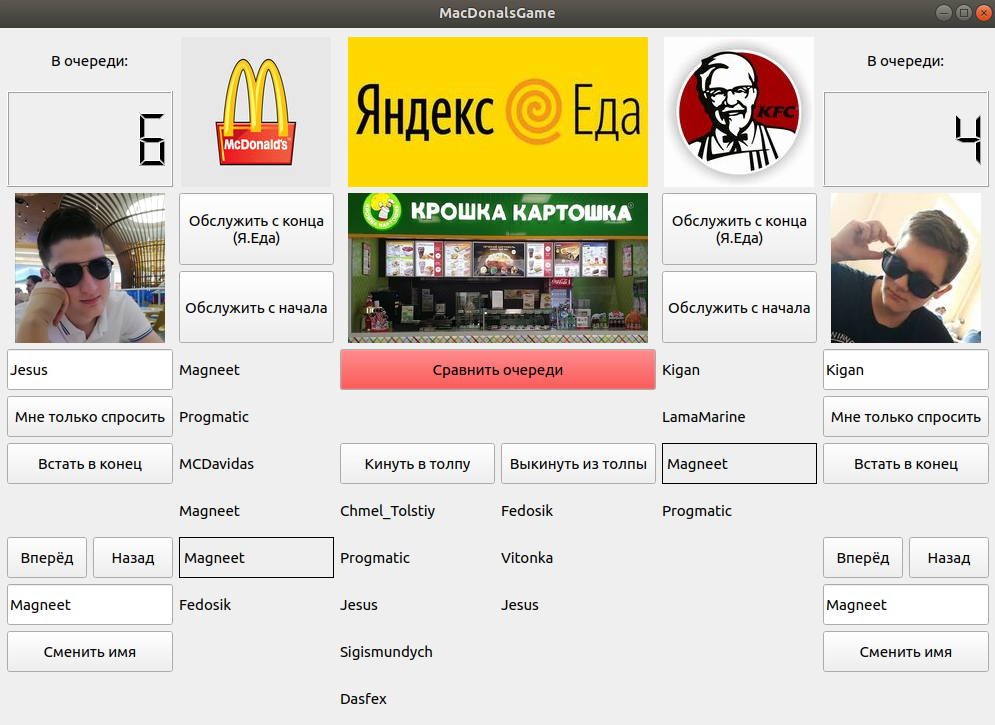 MacDonalsGame
В очереди:
6
McDonald's
Яндекс Еда
KFC
В очереди:
4
Обслужить с конца
(Я.Еда)
Обслужить с начала
КРОШКА КАРТОШКА
Обслужить с конца
(Я.Еда)
Обслужить с начала
Jesus
Magneet
Сравнить очереди
Kigan
Kigan
Мне только спросить
Progmatic
LamaMarine
Мне только спросить
Встать в конец
MCDavidas
Кинуть в толпу
Выкинуть из толпы
Magneet
Встать в конец
Magneet
Chmel_Tolstiy
Fedosik
Progmatic
Вперёд
Назад
Magneet
Progmatic
Vitonka
Вперёд
Назад
Magneet
Fedosik
Jesus
Jesus
Magneet
Сменить имя
Sigismundych
Сменить имя
Dasfex